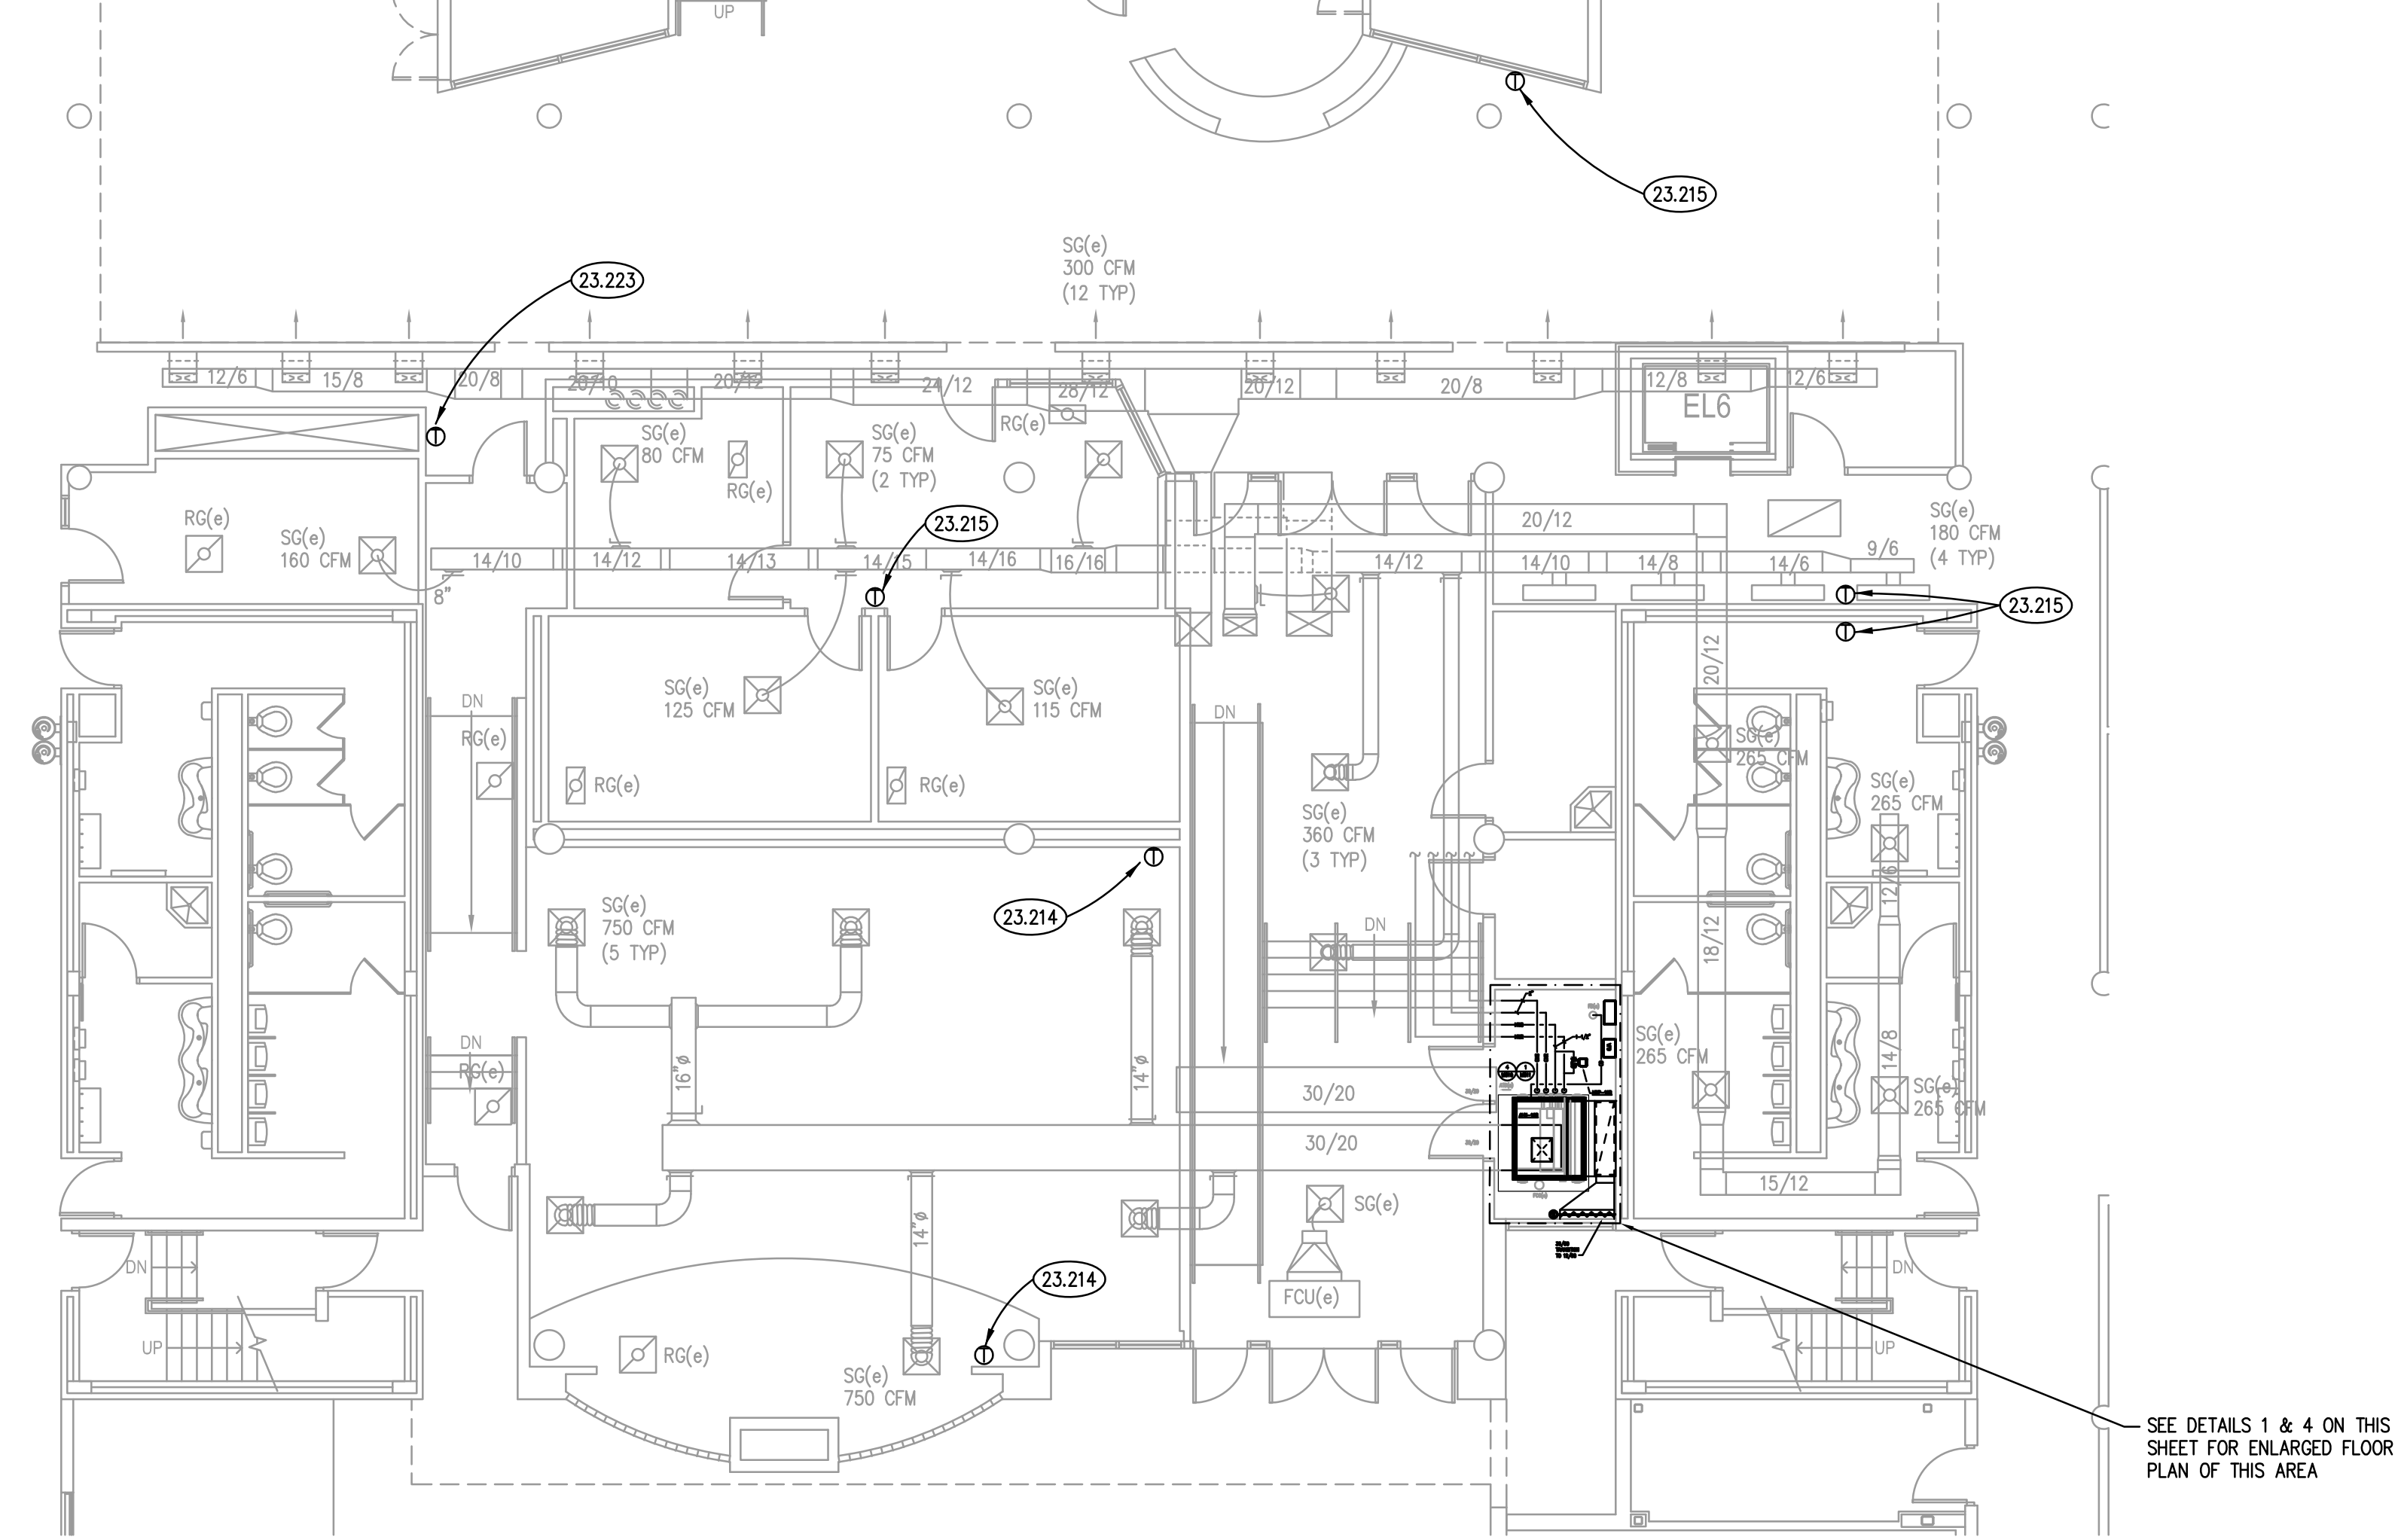 UP
23.215
SG(e)
300 CFM
(12 TYP)
23.223
12/6
15/8
20/8
20/10
20/12
24/12
28/12
20/12
20/8
12/8
12/6
EL6
RG(e)
SG(e)
80 CFM
RG(e)
SG(e)
75 CFM
(2 TYP)
RG(e)
SG(e)
160 CFM
23.215
20/12
SG(e)
180 CFM
(4 TYP)
14/10
14/12
14/13
14/15
14/16
16/16
14/12
14/10
14/8
14/6
9/6
8"
23.215
20/12
DN
RG(e)
SG(e)
125 CFM
SG(e)
115 CFM
DN
SG(e)
265 CFM
RG(e)
RG(e)
SG(e)
360 CFM
(3 TYP)
SG(e)
265 CFM
12/6
23.214
SG(e)
750 CFM
(5 TYP)
DN
18/12
DN
RG(e)
16"ø
14"ø
30/20
30/20
SG(e)
265 CFM
14/8
SG(e)
265 CFM
15/12
14"ø
SG(e)
FCU(e)
DN
UP
23.214
RG(e)
SG(e)
750 CFM
DN
UP
SEE DETAILS 1 & 4 ON THIS
SHEET FOR ENLARGED FLOOR
PLAN OF THIS AREA